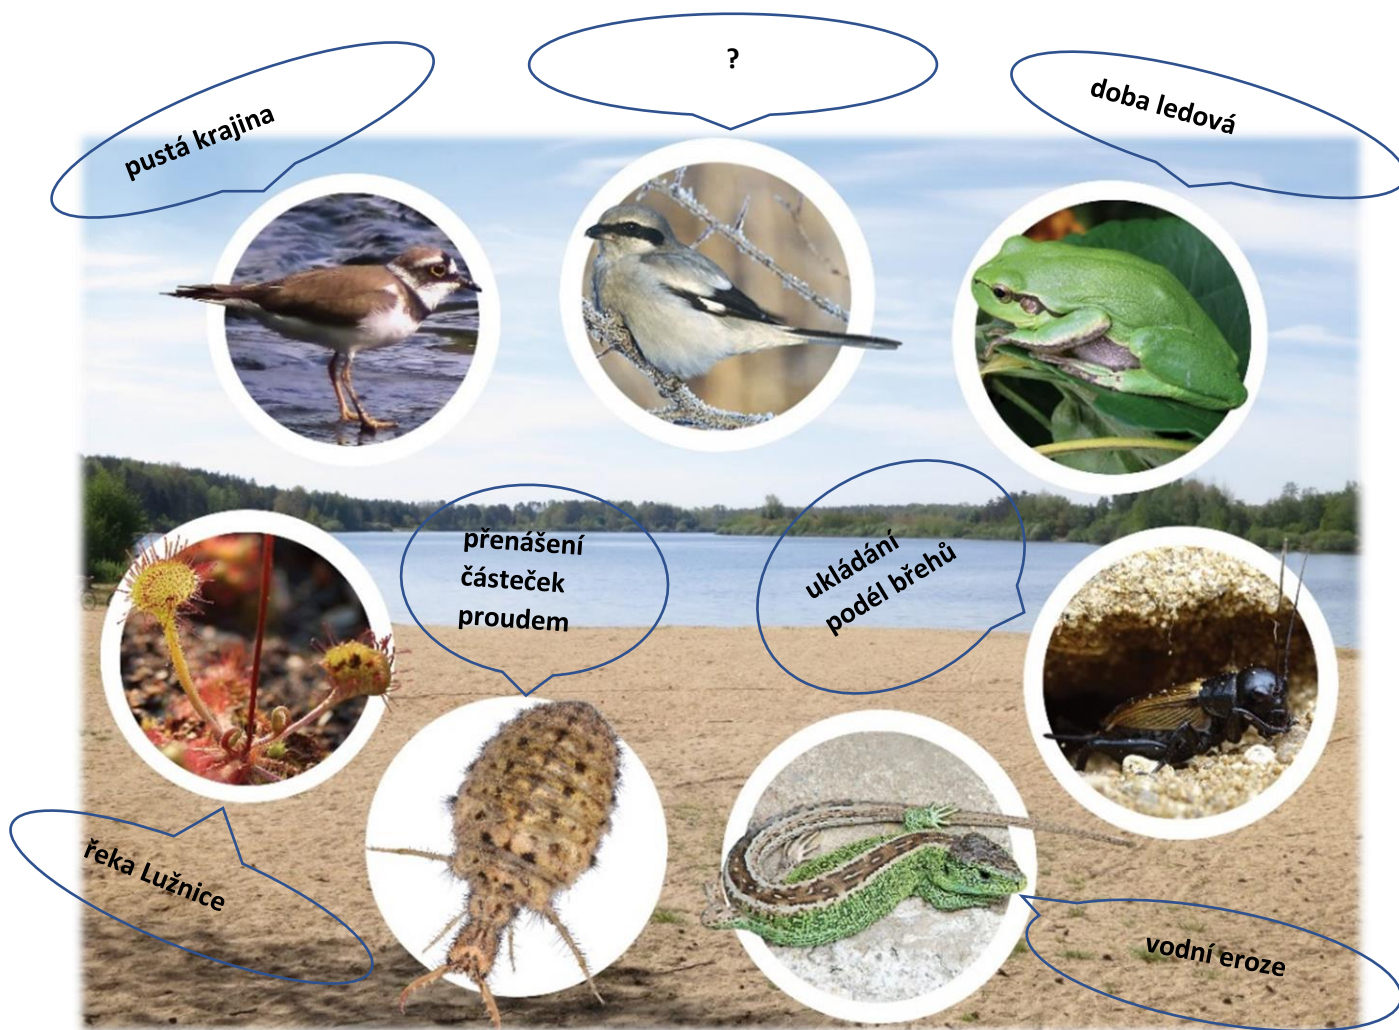 ?
pustá krajina
doba ledová
přenášení
částeček
proudem
ukládání
podél břehů
řeka Lužnice
vodní eroze